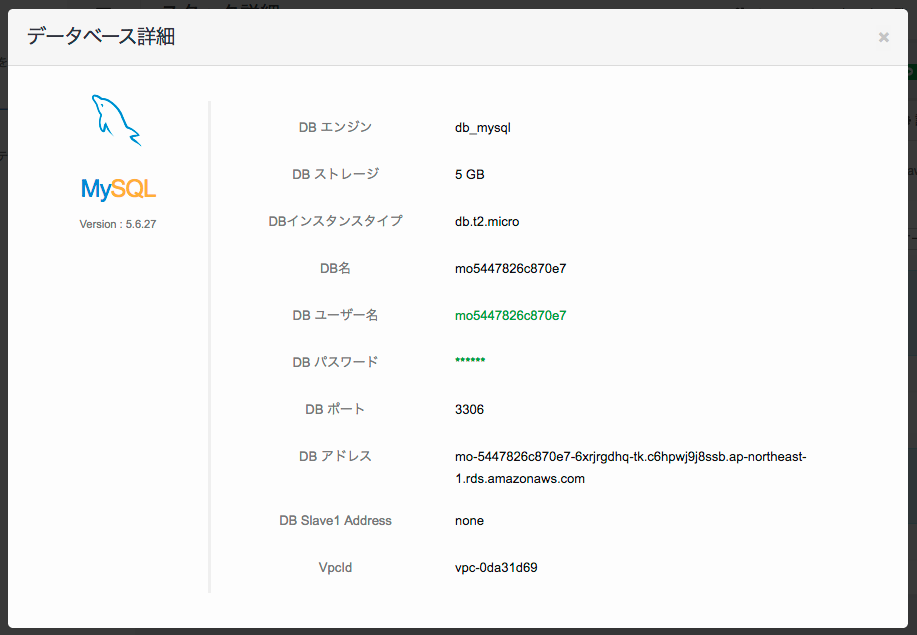 データベース詳細
×
MySQL
Version : 5.6.27
DB エンジン db_mysql
DB ストレージ 5 GB
DBインスタンスタイプ db.t2.micro
DB名 mo5447826c870e7
DB ユーザー名 mo5447826c870e7
DB パスワード ******
DB ポート 3306
DB アドレス mo-5447826c870e7-6xrjrgdhq-tk.c6hpwj9j8ssb.ap-northeast-
1.rds.amazonaws.com
DB Slave1 Address none
VpcId vpc-0da31d69